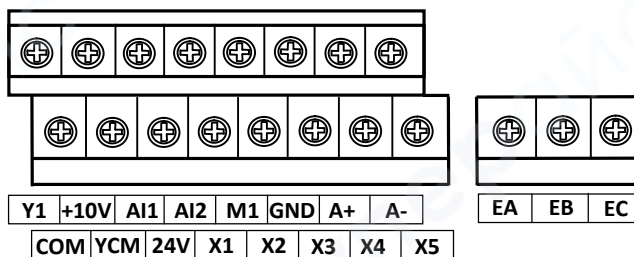 Y1 +10V AI1 AI2 M1 GND A+ A- EA EB EC
COM YCM 24V X1 X2 X3 X4 X5